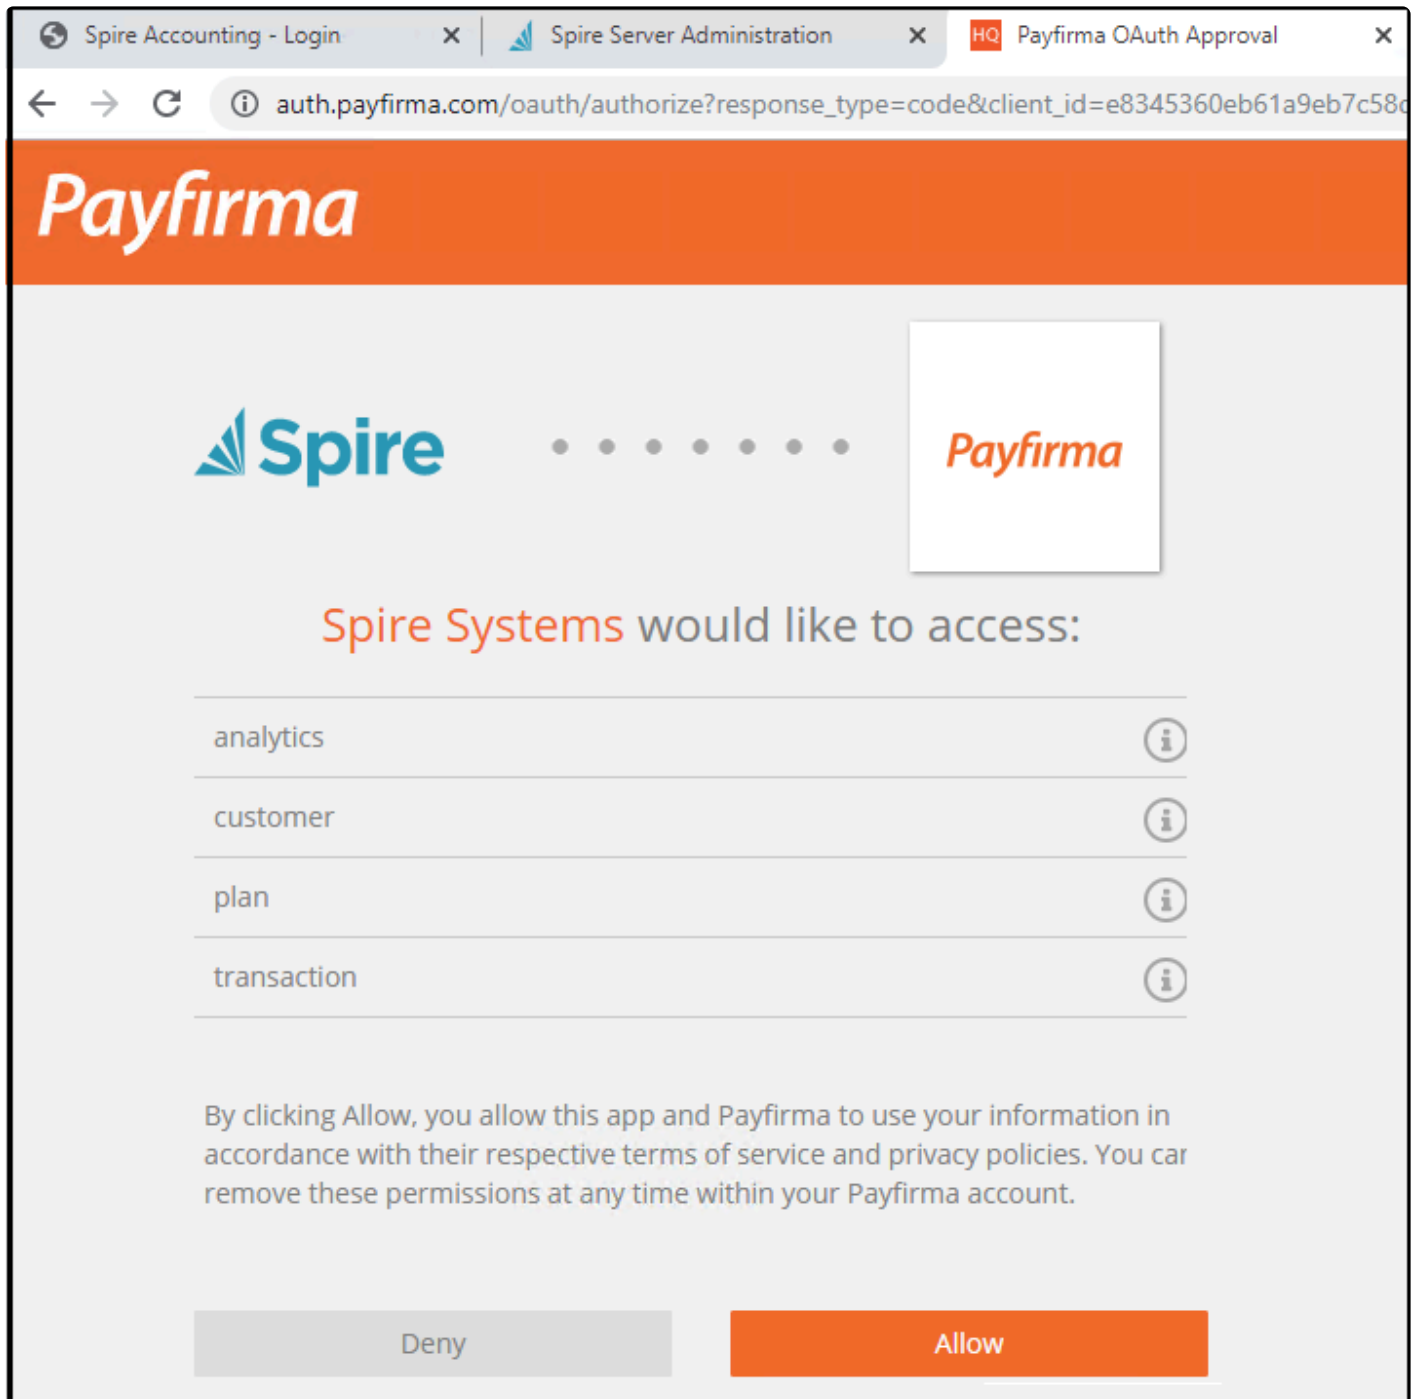 Spire Accounting - Login
Spire Server Administration
HQ
Payfirma OAuth Approval
auth.payfirma.com/oauth/authorize?response_type=code&client_id=e8345360eb61a9eb7c58
Payfirma
Spire
Payfirma
Spire Systems would like to access:
analytics
customer
plan
transaction
By clicking Allow, you allow this app and Payfirma to use your information in
accordance with their respective terms of service and privacy policies. You can
remove these permissions at any time within your Payfirma account.
Deny
Allow